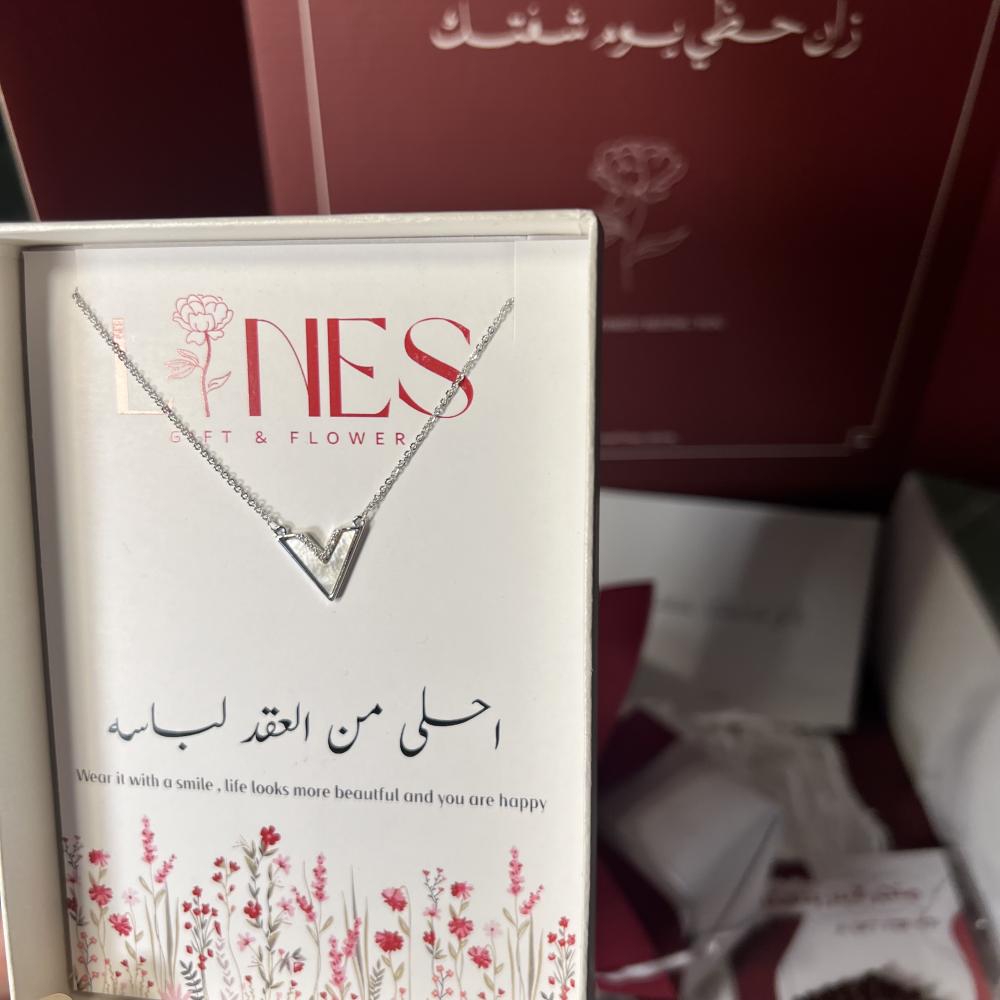 زان حظي يوم شفتك
LINES
GIFT & FLOWER
احلى من العقد لباسه
Wear it with a smile , life looks more beautful and you are happy